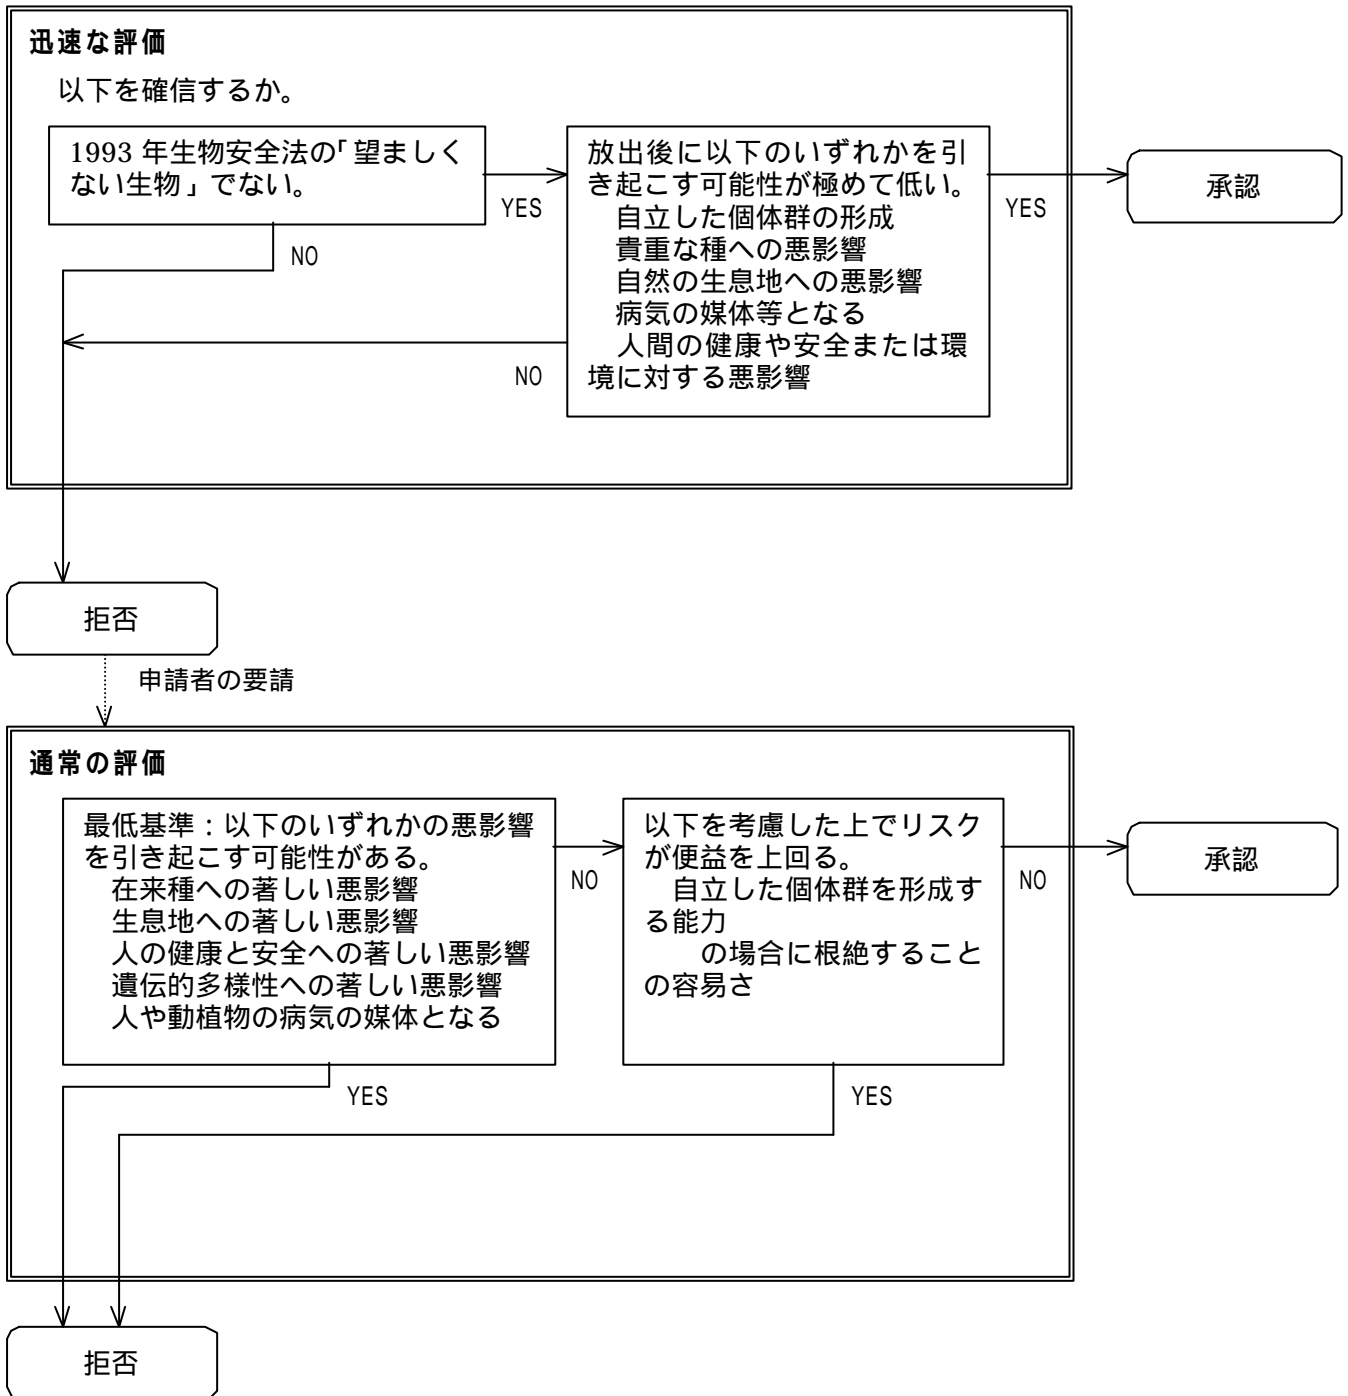 迅速な評価
以下を確信するか。
1993 年生物安全法の「望ましく
ない生物」でない。
YES
NO
放出後に以下のいずれかを引
き起こす可能性が極めて低い。
自立した個体群の形成
貴重な種への悪影響
自然の生息地への悪影響
病気の媒体等となる
人間の健康や安全または環
境に対する悪影響
YES
NO
承認
拒否
申請者の要請
通常の評価
最低基準：以下のいずれかの悪影響
を引き起こす可能性がある。
在来種への著しい悪影響
生息地への著しい悪影響
人の健康と安全への著しい悪影響
遺伝的多様性への著しい悪影響
人や動植物の病気の媒体となる
NO
YES
以下を考慮した上でリスク
が便益を上回る。
自立した個体群を形成す
る能力
の場合に根絶すること
の容易さ
NO
YES
承認
拒否